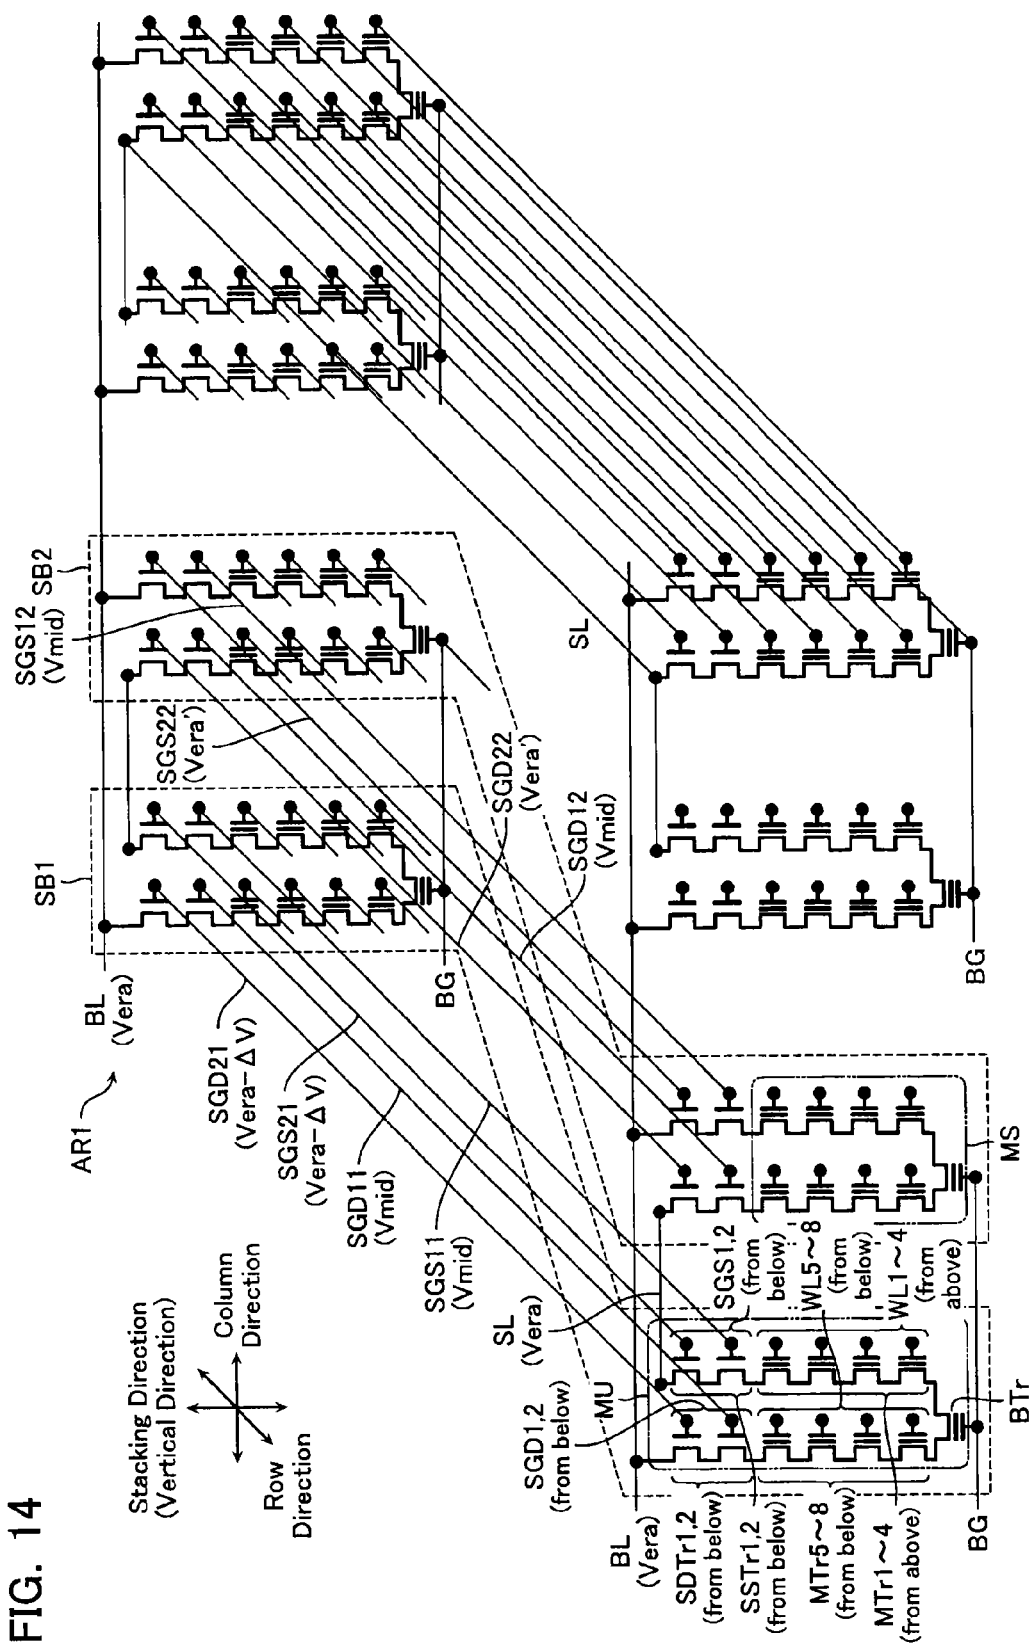 FIG. 14
Stacking Direction
(Vertical Direction)
Column
Direction
Row
Direction
AR1
BL
(Vera)
SB1
SB2
SGS12
(Vmid)
SGS22
(Vera')
SGD22
(Vera')
SGD12
(Vmid)
SGD21
(Vera-ΔV)
SGS21
(Vera-ΔV)
SGD11
(Vmid)
SGS11
(Vmid)
BG
SL
SL
(Vera)
MU
SGD1,2
(from below)
BL
(Vera)
SDTr1,2
(from below)
SSTr1,2
(from below)
MTr5~8
(from below)
MTr1~4
(from above)
BG
BTr
SGS1,2
(from
below)
WL5~8
(from
below)
WL1~4
(from
above)
MS
BG